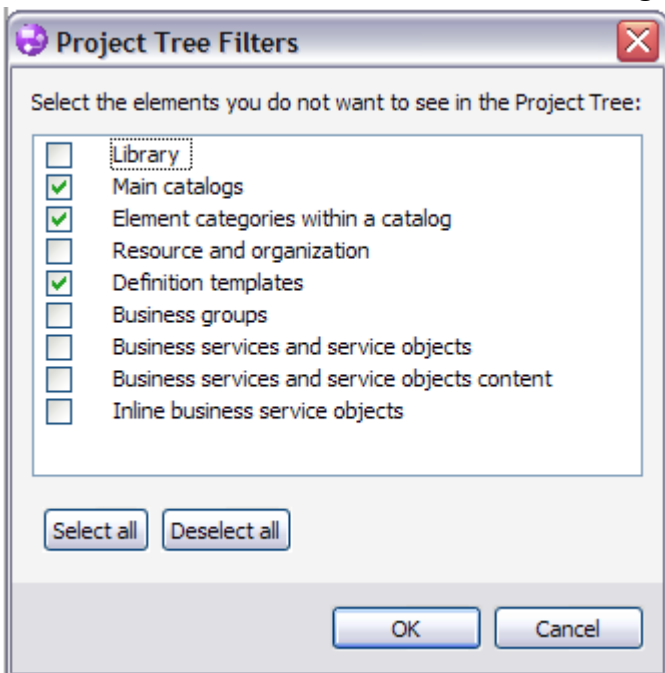 Project Tree Filters
Select the elements you do not want to see in the Project Tree:
Library
Main catalogs
Element categories within a catalog
Resource and organization
Definition templates
Business groups
Business services and service objects
Business services and service objects content
Inline business service objects
Select all Deselect all
OK Cancel